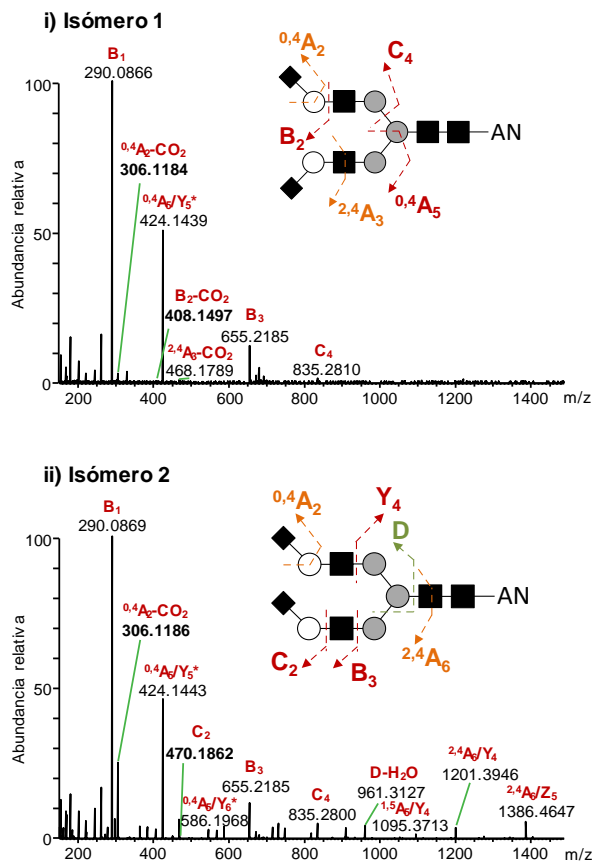 i) Isómero 1
B₁
290.0866
⁰,⁴A₂-CO₂
306.1184
⁰,⁴A₆/Y₅*
424.1439
B₂-CO₂
408.1497
²,⁴A₆-CO₂
468.1789
B₃
655.2185
C₄
835.2810
⁰,⁴A₂
C₄
B₂
²,⁴A₃
⁰,⁴A₅
AN
Abundancia relativa
100
50
0
200 400 600 800 1000 1200 1400 m/z
ii) Isómero 2
B₁
290.0869
⁰,⁴A₂-CO₂
306.1186
⁰,⁴A₆/Y₅*
424.1443
C₂
470.1862
⁰,⁴A₆/Y₆*
586.1968
B₃
655.2185
C₄
835.2800
D-H₂O
961.3127
¹,⁵A₆/Y₄
1095.3713
²,⁴A₆/Y₄
1201.3946
²,⁴A₆/Z₅
1386.4647
⁰,⁴A₂
Y₄
D
C₂
B₃
²,⁴A₆
AN
Abundancia relativa
100
50
0
200 400 600 800 1000 1200 1400 m/z